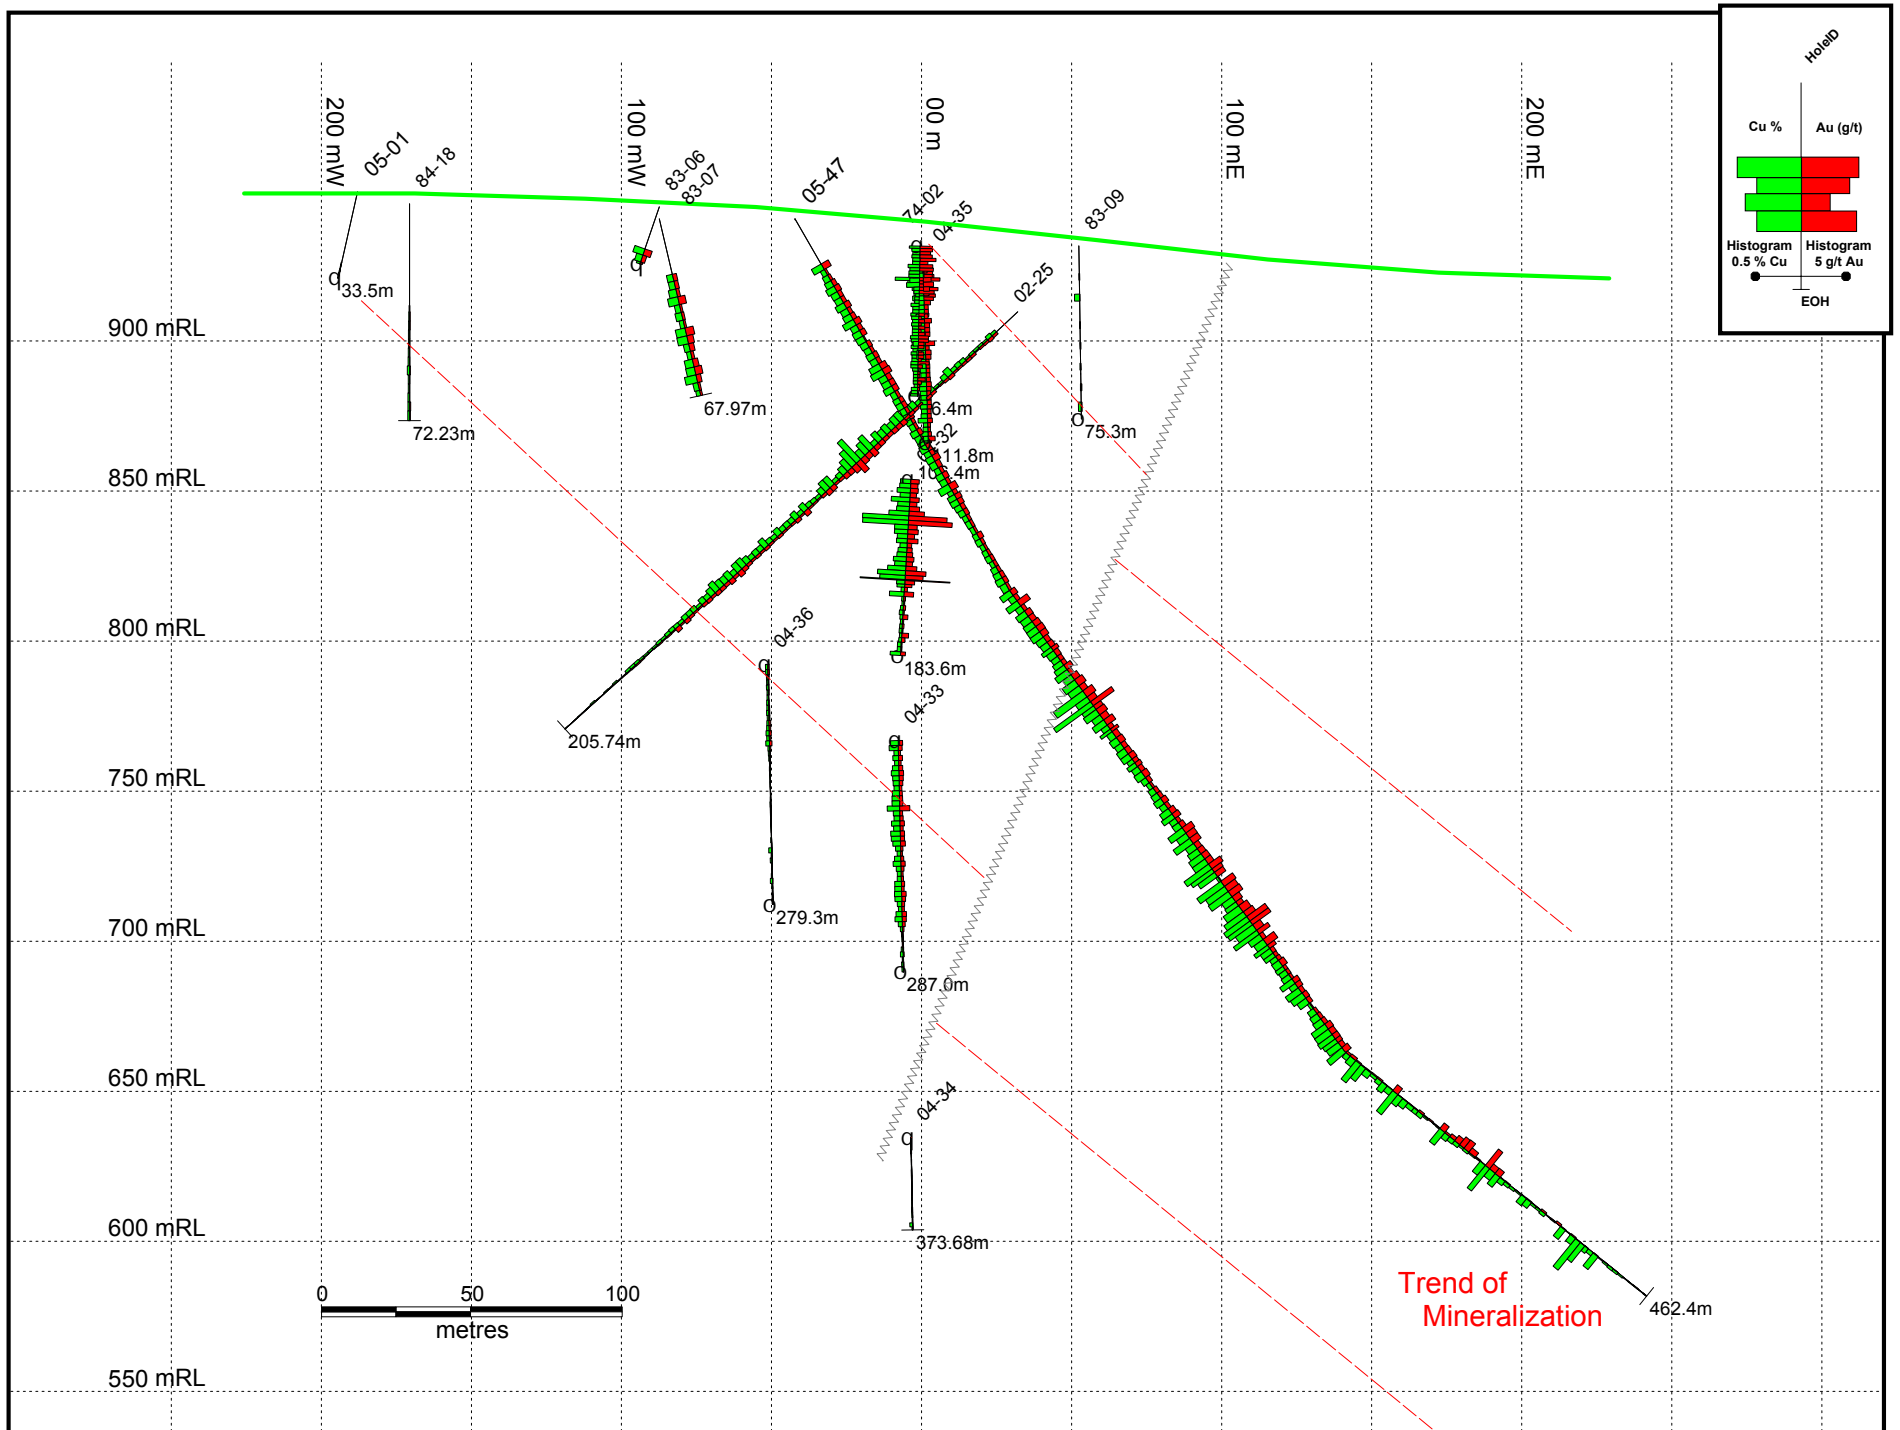 HoleID
Cu %
Au (g/t)
Histogram
0.5 % Cu
Histogram
5 g/t Au
EOH
200 mW
100 mW
00 m
100 mE
200 mE
05-01
84-18
83-06
83-07
05-47
74-02
04-35
83-09
02-25
33.5m
900 mRL
67.97m
6.4m
75.3m
72.23m
-32
111.8m
850 mRL
04-36
800 mRL
183.6m
04-33
205.74m
750 mRL
279.3m
700 mRL
287.0m
650 mRL
04-34
600 mRL
373.68m
Trend of
Mineralization
462.4m
0 50 100
metres
550 mRL